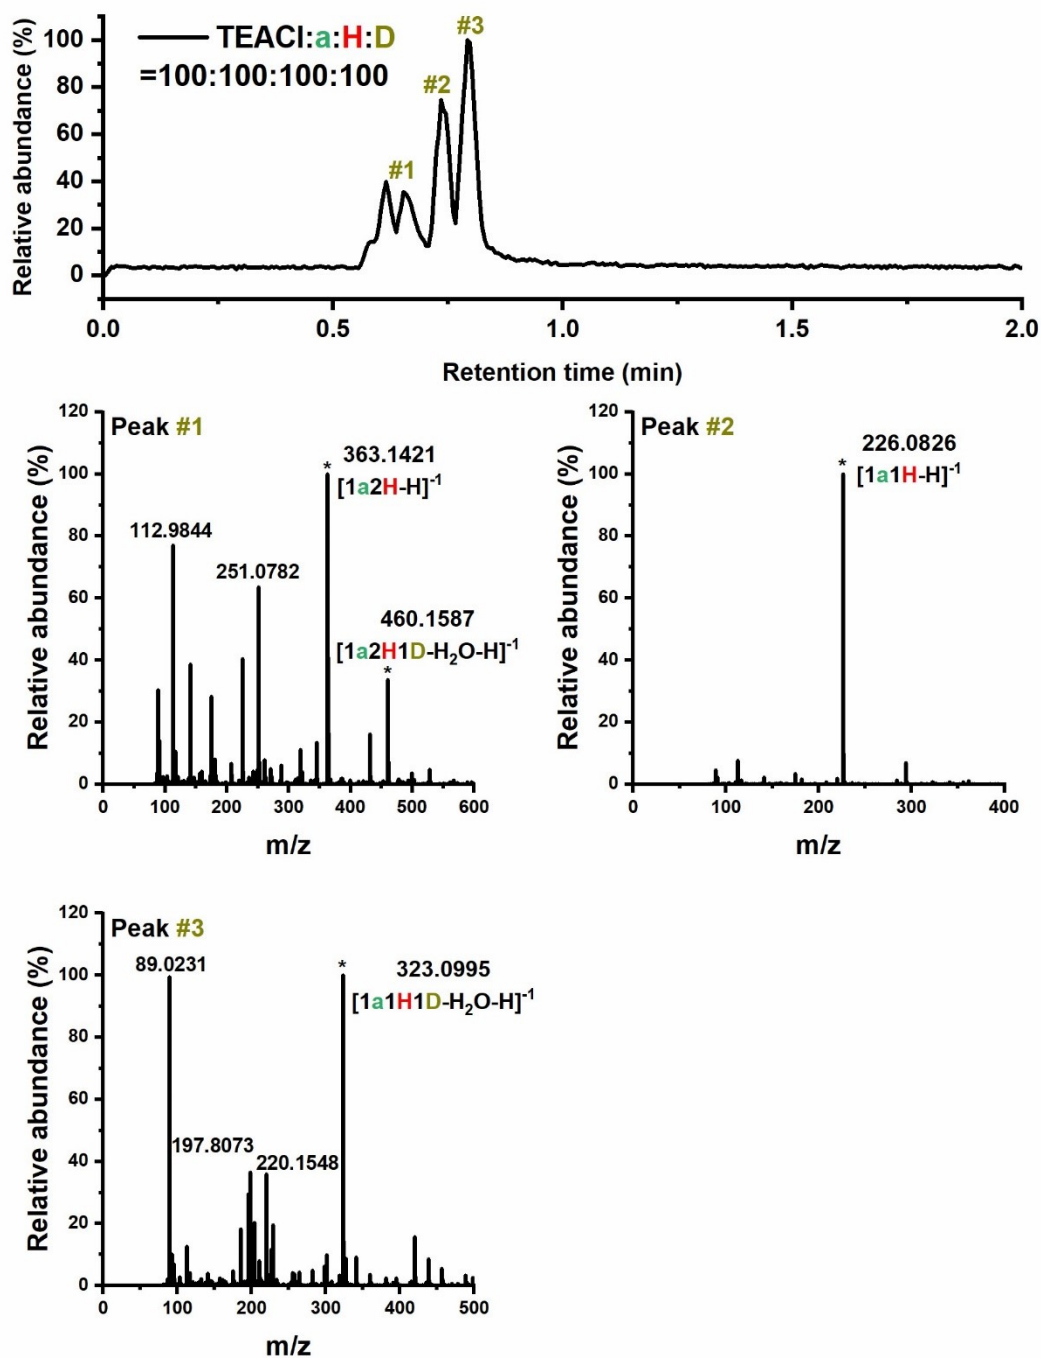 TEACl:a:H:D
=100:100:100:100
#1
#2
#3
Relative abundance (%)
100
80
60
40
20
0
0.0 0.5 1.0 1.5 2.0
Retention time (min)
Peak #1
363.1421
*
[1a2H-H]⁻¹
112.9844
251.0782
460.1587
[1a2H1D-H₂O-H]⁻¹
*
Relative abundance (%)
120
100
80
60
40
20
0
0 100 200 300 400 500 600
m/z
Peak #2
226.0826
*
[1a1H-H]⁻¹
Relative abundance (%)
120
100
80
60
40
20
0
0 100 200 300 400
m/z
Peak #3
89.0231
*
323.0995
[1a1H1D-H₂O-H]⁻¹
197.8073
220.1548
Relative abundance (%)
120
100
80
60
40
20
0
0 100 200 300 400 500
m/z